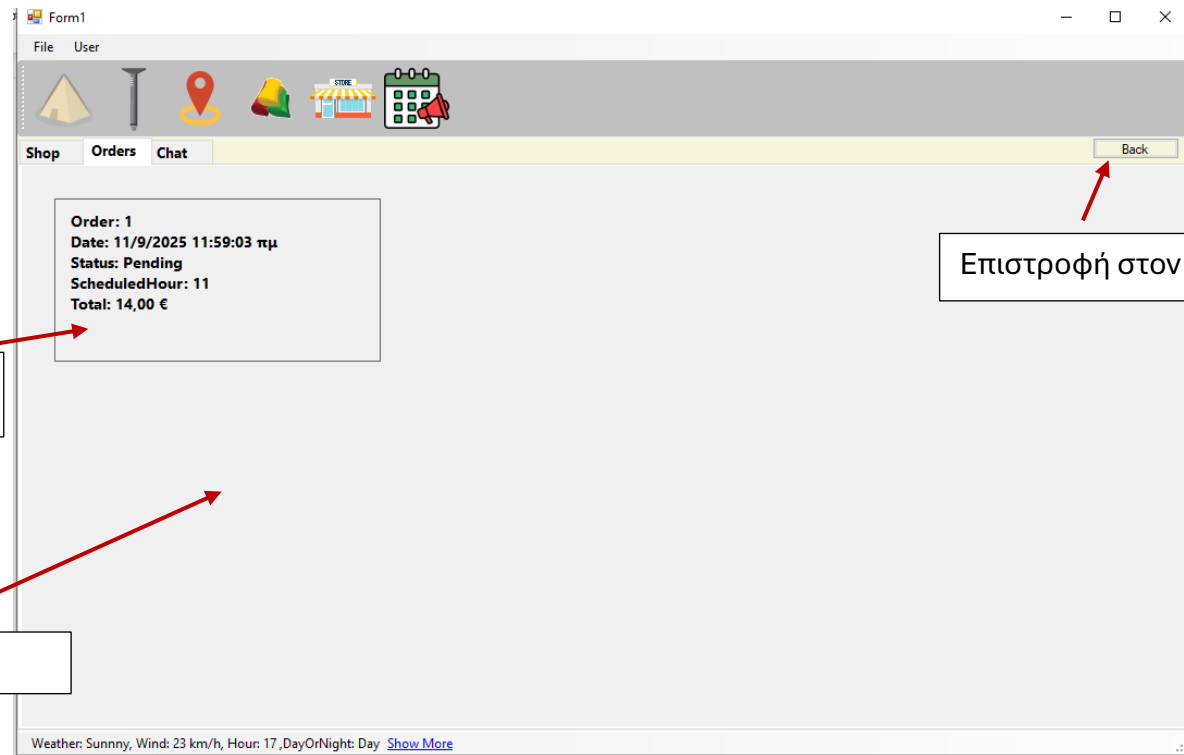 Form1
File User
STORE
Shop Orders Chat
Back
Order: 1
Date: 11/9/2025 11:59:03 πμ
Status: Pending
ScheduledHour: 11
Total: 14,00 €
Επιστροφή στον
Weather: Sunnny, Wind: 23 km/h, Hour: 17 ,DayOrNight: Day Show More